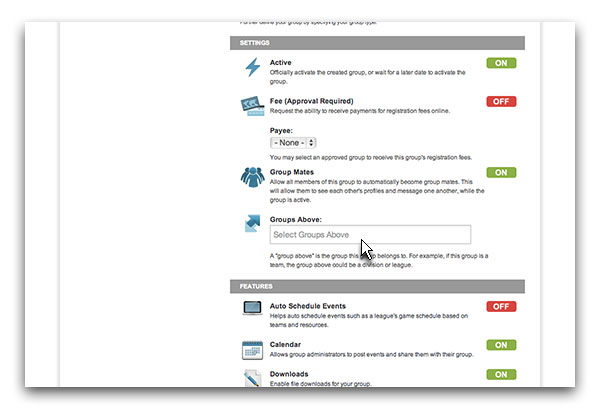 Further define your group by specifying your group type.
SETTINGS
Active
ON
Officially activate the created group, or wait for a later date to activate the
group.
Fee (Approval Required)
OFF
Request the ability to receive payments for registration fees online.
Payee:
- None -
You may select an approved group to receive this group's registration fees.
Group Mates
ON
Allow all members of this group to automatically become group mates. This
will allow them to see each other's profiles and message one another, while the
group is active.
Groups Above:
Select Groups Above
A "group above" is the group this group belongs to. For example, if this group is a
team, the group above could be a division or league.
FEATURES
Auto Schedule Events
OFF
Helps auto schedule events such as a league's game schedule based on
teams and resources.
Calendar
ON
Allows group administrators to post events and share them with their group.
Downloads
ON
Enable file downloads for your group.